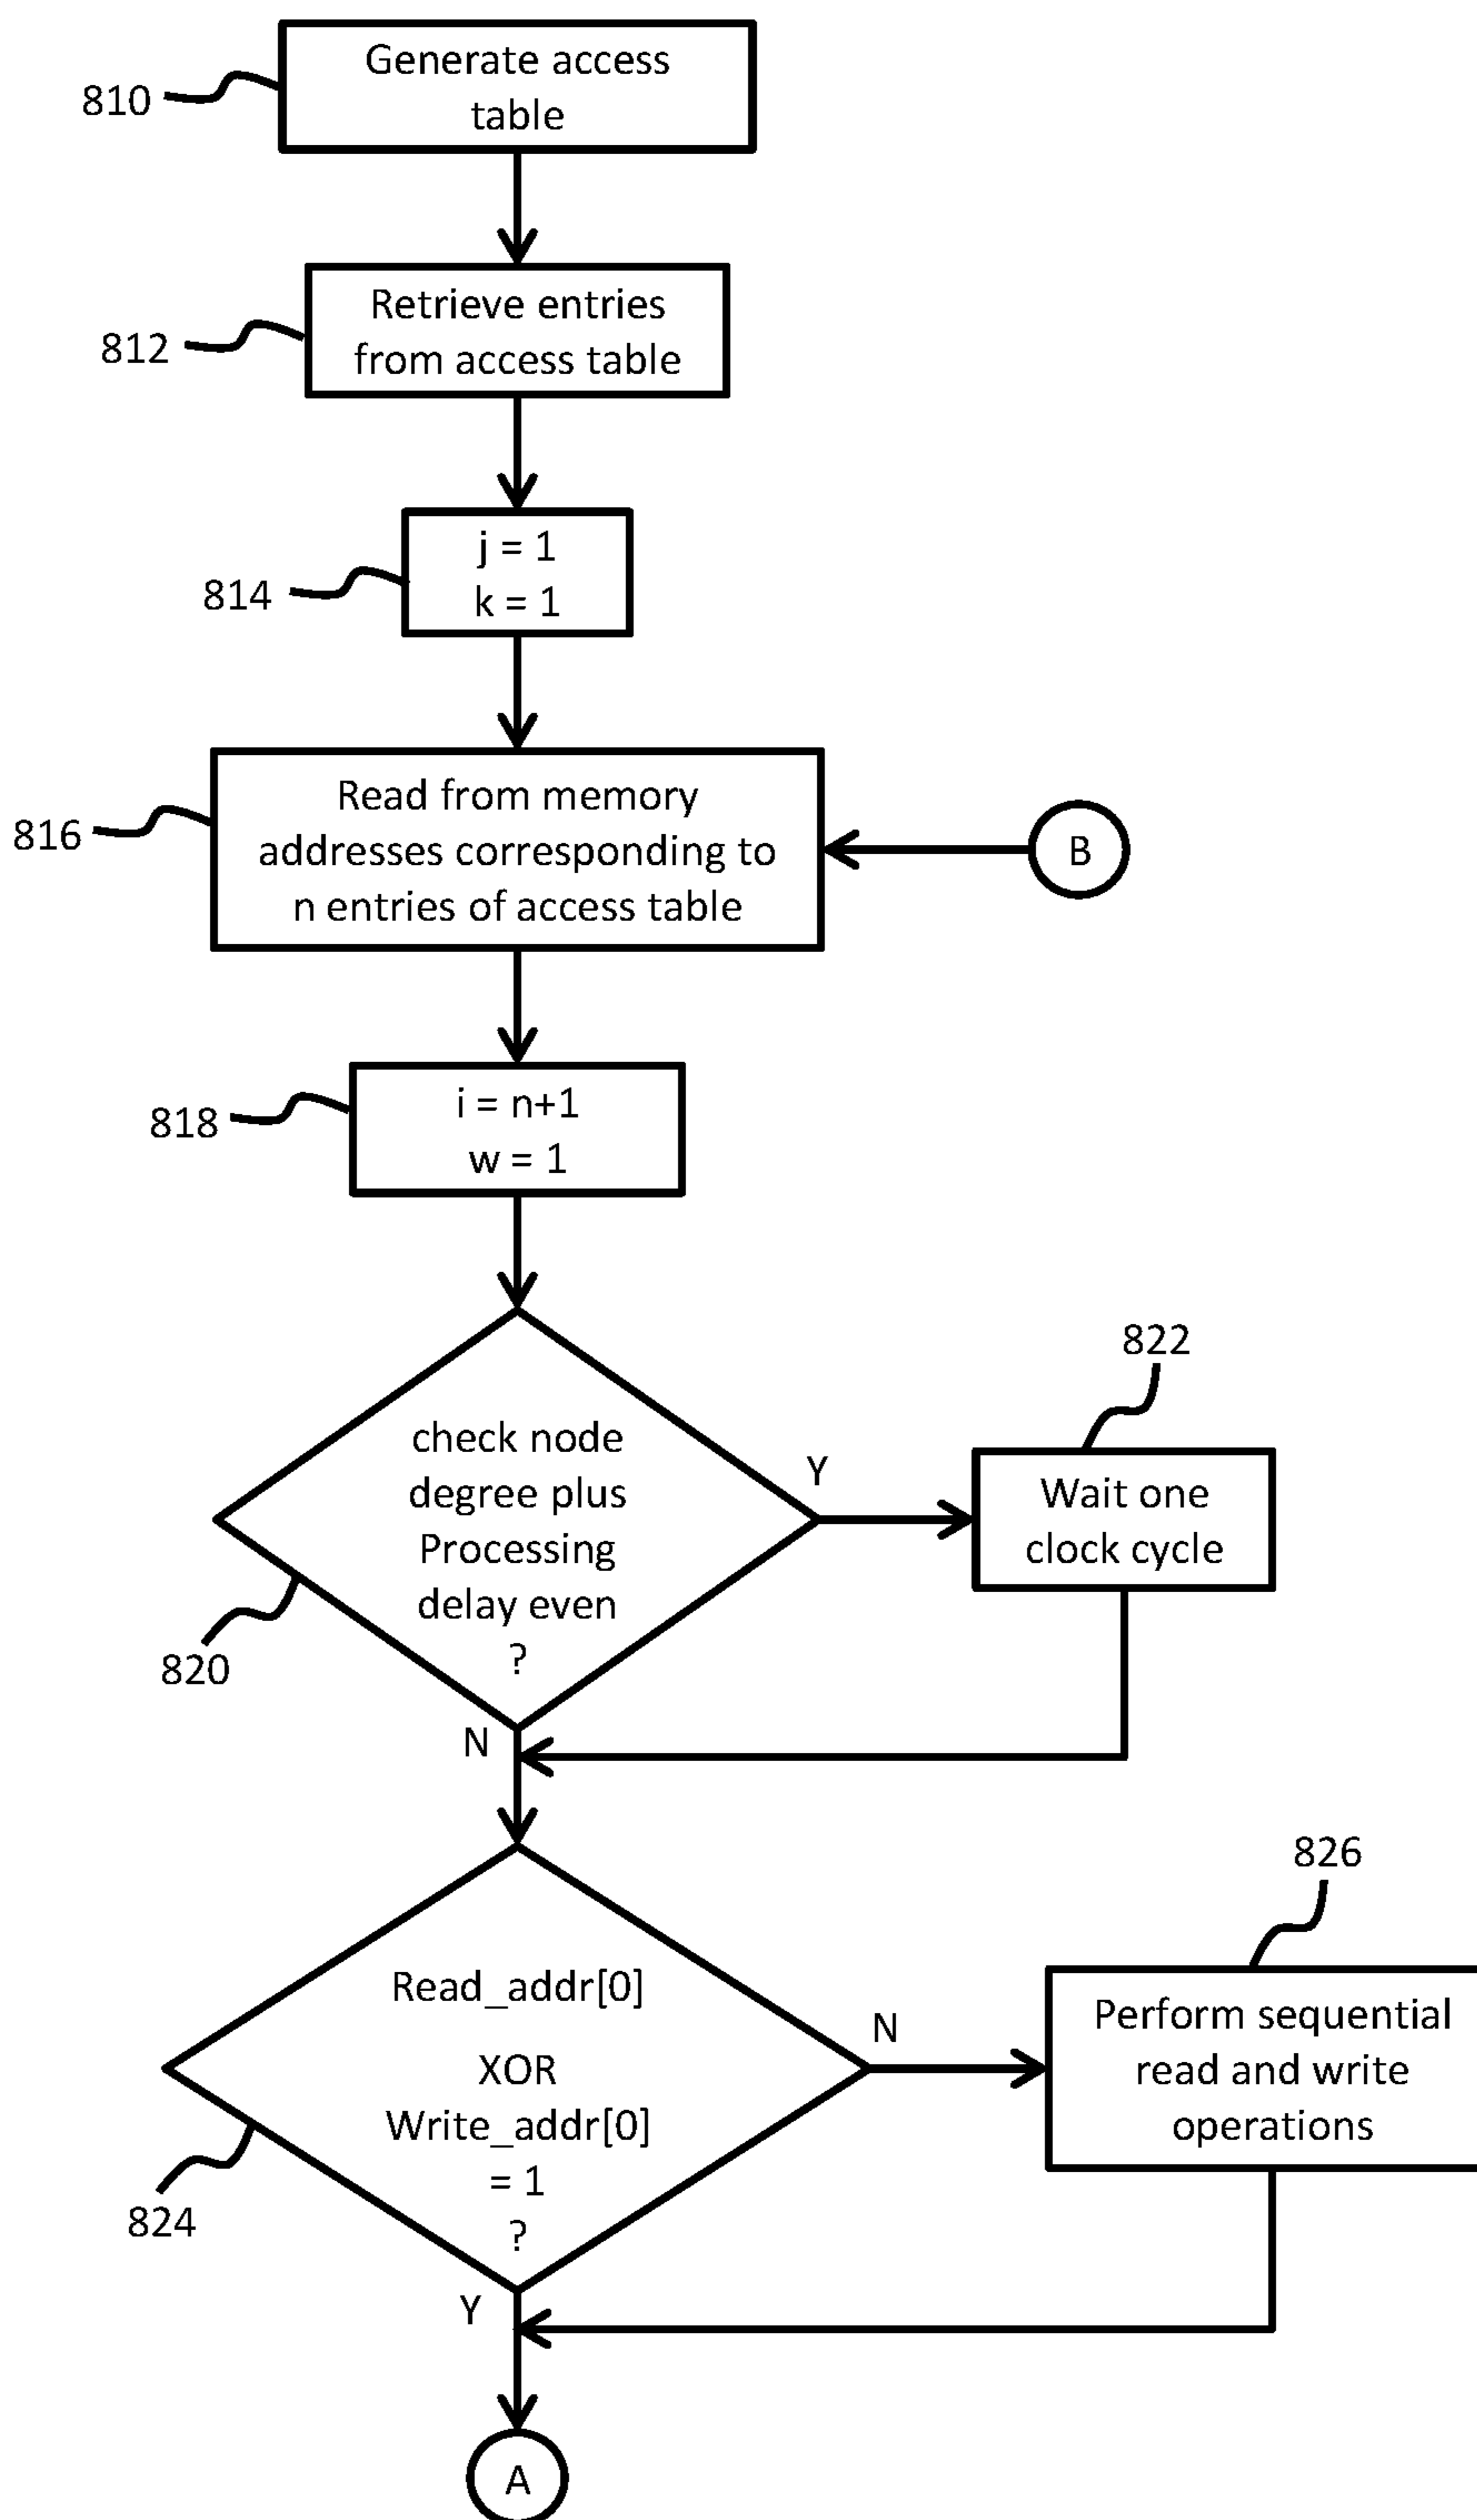 810
Generate access
table
812
Retrieve entries
from access table
814
j = 1
k = 1
816
Read from memory
addresses corresponding to
n entries of access table
B
818
i = n+1
w = 1
820
check node
degree plus
Processing
delay even
?
Y
822
Wait one
clock cycle
N
824
Read_addr[0]
XOR
Write_addr[0]
= 1
?
N
826
Perform sequential
read and write
operations
Y
A